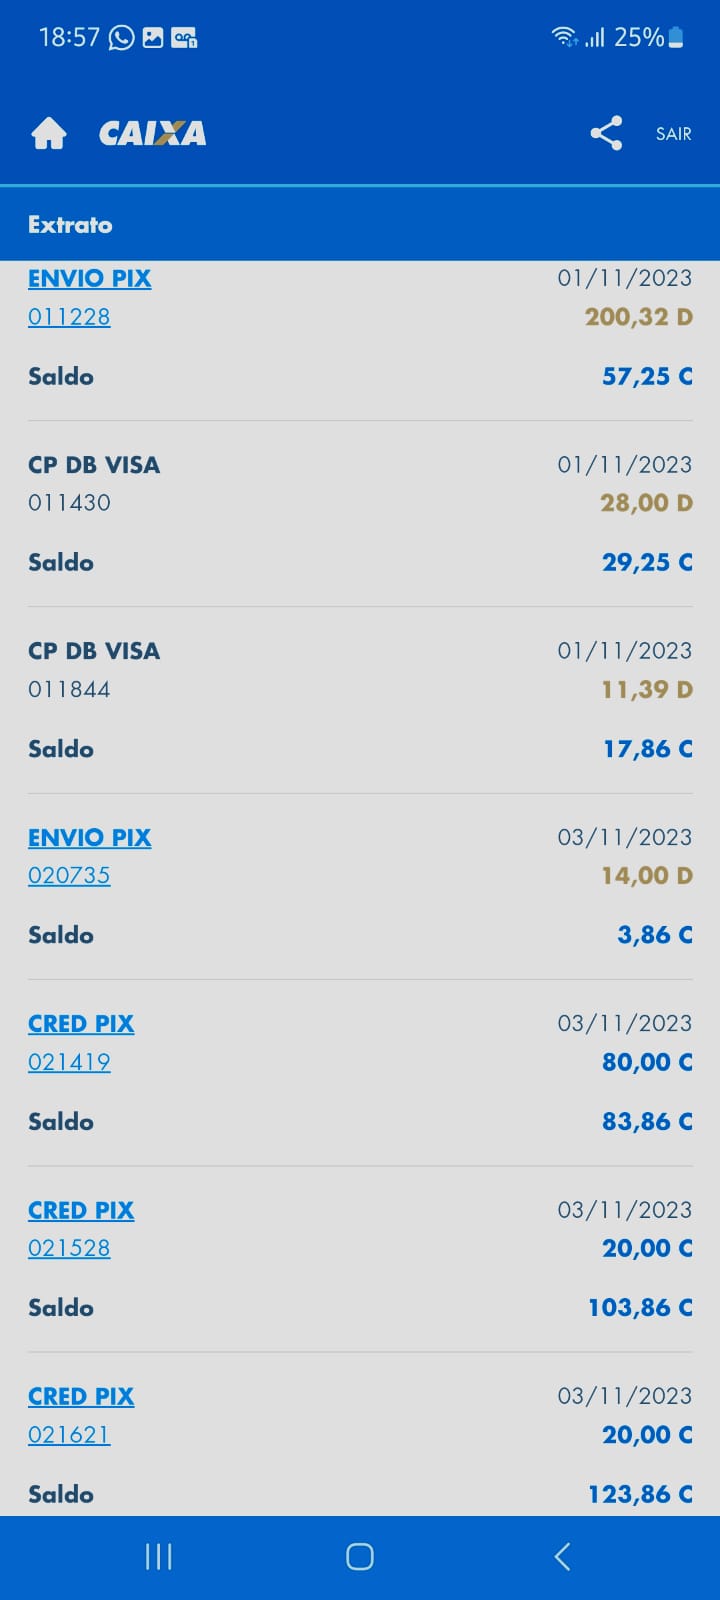 18:57 25%
CAIXA SAIR
Extrato
ENVIO PIX 01/11/2023
011228 200,32 D
Saldo 57,25 C
CP DB VISA 01/11/2023
011430 28,00 D
Saldo 29,25 C
CP DB VISA 01/11/2023
011844 11,39 D
Saldo 17,86 C
ENVIO PIX 03/11/2023
020735 14,00 D
Saldo 3,86 C
CRED PIX 03/11/2023
021419 80,00 C
Saldo 83,86 C
CRED PIX 03/11/2023
021528 20,00 C
Saldo 103,86 C
CRED PIX 03/11/2023
021621 20,00 C
Saldo 123,86 C